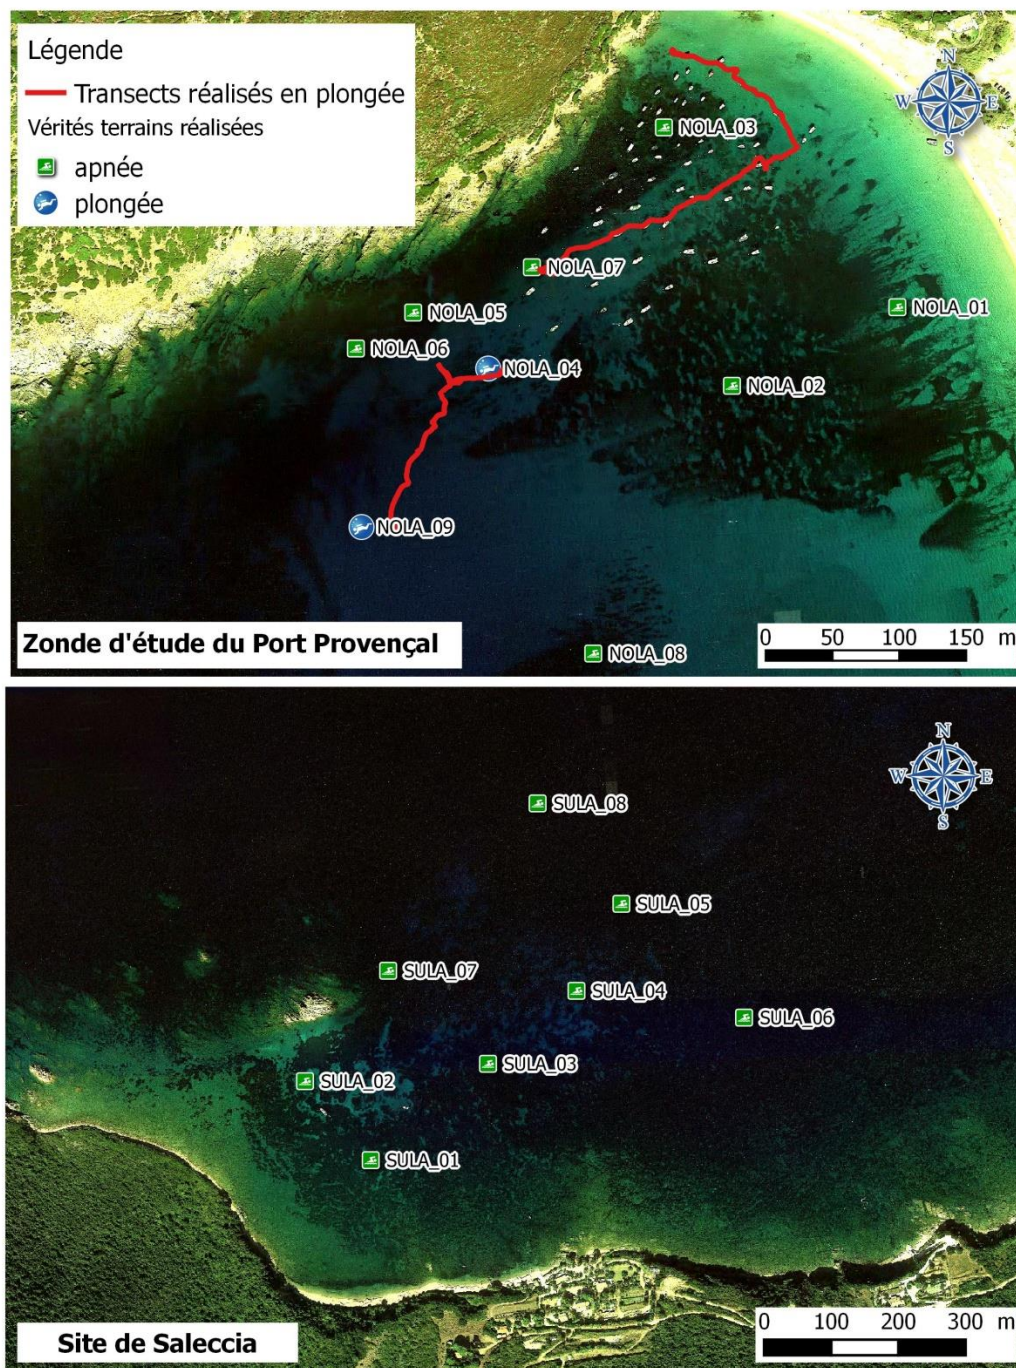 Légende
Transects réalisés en plongée
Vérités terrains réalisées
apnée
plongée
N
W E
S
NOLA_03
NOLA_07
NOLA_01
NOLA_05
NOLA_06
NOLA_04
NOLA_02
NOLA_09
NOLA_08
Zonde d'étude du Port Provençal
0 50 100 150 m
N
W E
S
SULA_08
SULA_05
SULA_07
SULA_04
SULA_06
SULA_03
SULA_02
SULA_01
Site de Saleccia
0 100 200 300 m